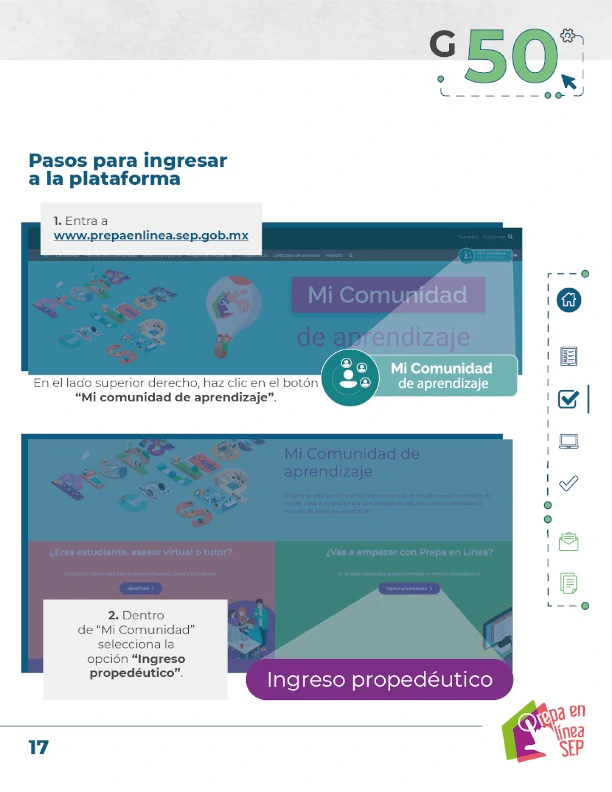 G 50
Pasos para ingresar
a la plataforma
1. Entra a
www.prepaenlinea.sep.gob.mx
Mi Comunidad
de aprendizaje
En el lado superior derecho, haz clic en el botón
“Mi comunidad de aprendizaje”.
Mi Comunidad
de aprendizaje
Mi Comunidad de
aprendizaje
¿Eres estudiante, asesor virtual o tutor?
¿Vas a empezar con Prepa en Línea?
Ingreso propedéutico
2. Dentro
de “Mi Comunidad”
selecciona la
opción “Ingreso
propedéutico”.
Ingreso propedéutico
Prepa en
línea
SEP
17